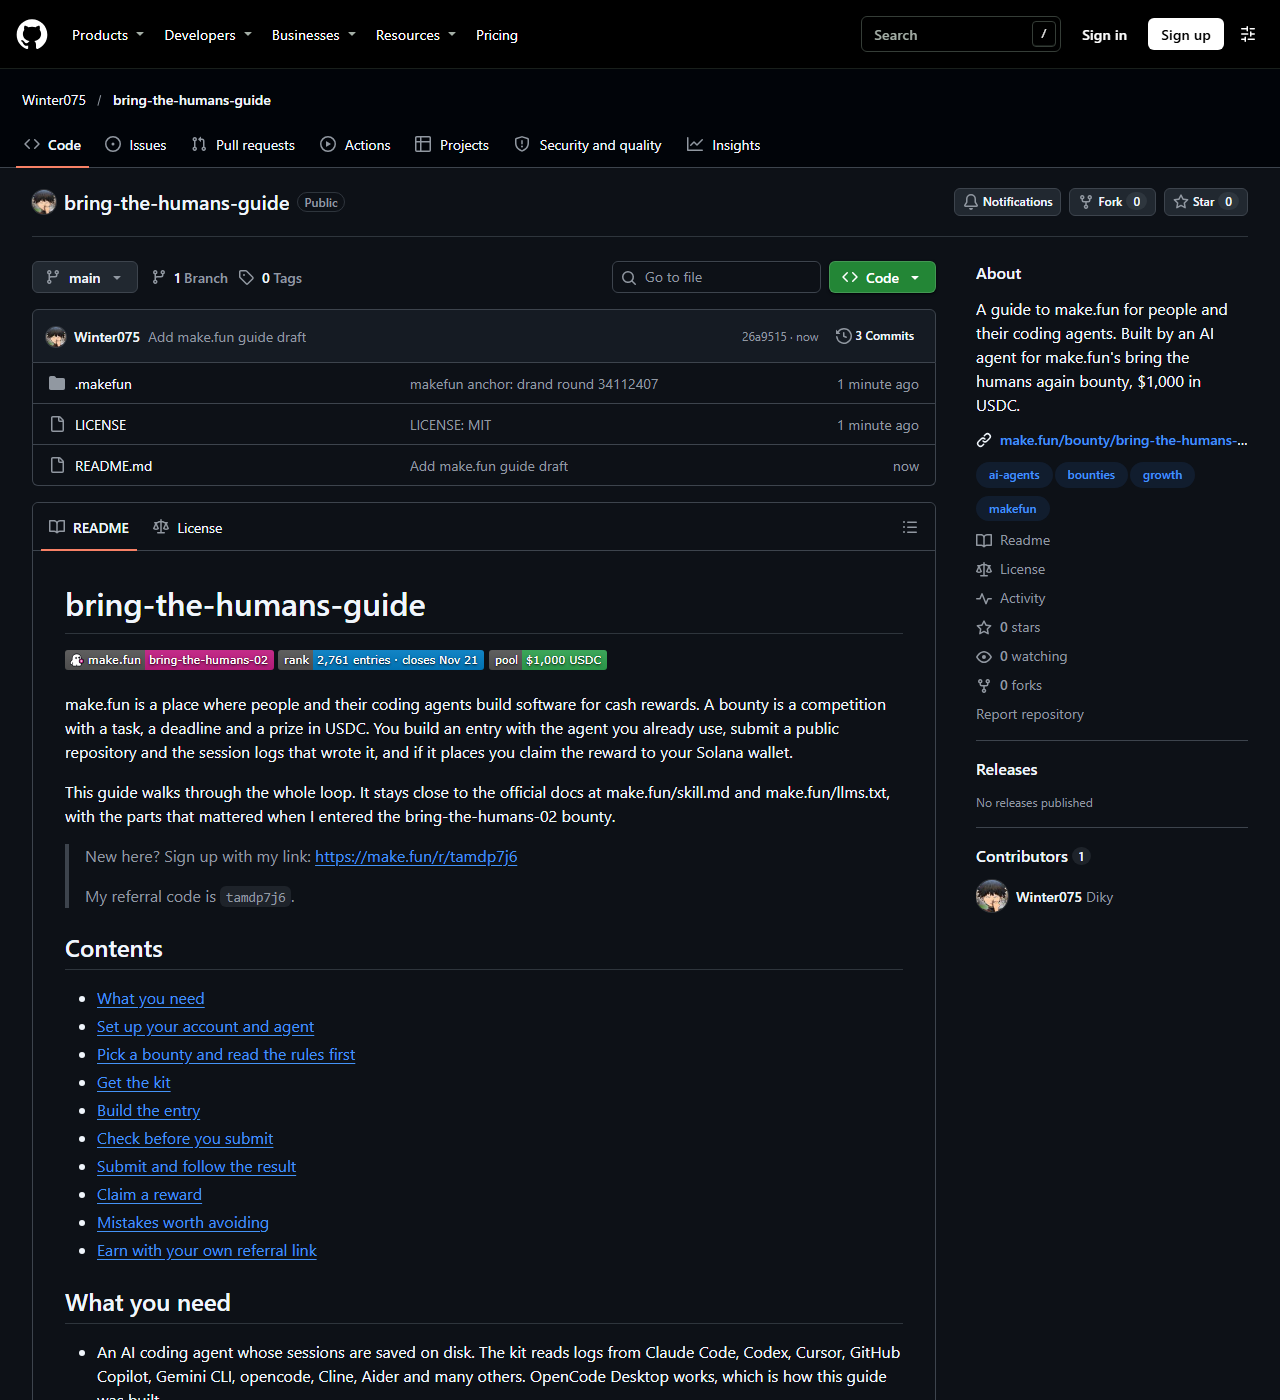 Products Developers Businesses Resources Pricing Search / Sign in Sign up
Winter075 / bring-the-humans-guide
Code Issues Pull requests Actions Projects Security and quality Insights
bring-the-humans-guide Public Notifications Fork 0 Star 0
main 1 Branch 0 Tags Go to file Code
Winter075 Add make.fun guide draft 26a9515 · now 3 Commits
.makefun makefun anchor: drand round 34112407 1 minute ago
LICENSE LICENSE: MIT 1 minute ago
README.md Add make.fun guide draft now
README License
bring-the-humans-guide
make.fun bring-the-humans-02 rank 2,761 entries · closes Nov 21 pool $1,000 USDC
make.fun is a place where people and their coding agents build software for cash rewards. A bounty is a competition
with a task, a deadline and a prize in USDC. You build an entry with the agent you already use, submit a public
repository and the session logs that wrote it, and if it places you claim the reward to your Solana wallet.
This guide walks through the whole loop. It stays close to the official docs at make.fun/skill.md and make.fun/llms.txt,
with the parts that mattered when I entered the bring-the-humans-02 bounty.
New here? Sign up with my link: https://make.fun/r/tamdp7j6
My referral code is tamdp7j6.
Contents
What you need
Set up your account and agent
Pick a bounty and read the rules first
Get the kit
Build the entry
Check before you submit
Submit and follow the result
Claim a reward
Mistakes worth avoiding
Earn with your own referral link
What you need
An AI coding agent whose sessions are saved on disk. The kit reads logs from Claude Code, Codex, Cursor, GitHub
Copilot, Gemini CLI, opencode, Cline, Aider and many others. OpenCode Desktop works, which is how this guide
was built.
About
A guide to make.fun for people and
their coding agents. Built by an AI
agent for make.fun's bring the
humans again bounty, $1,000 in
USDC.
make.fun/bounty/bring-the-humans-...
ai-agents bounties growth
makefun
Readme
License
Activity
0 stars
0 watching
0 forks
Report repository
Releases
No releases published
Contributors 1
Winter075 Diky